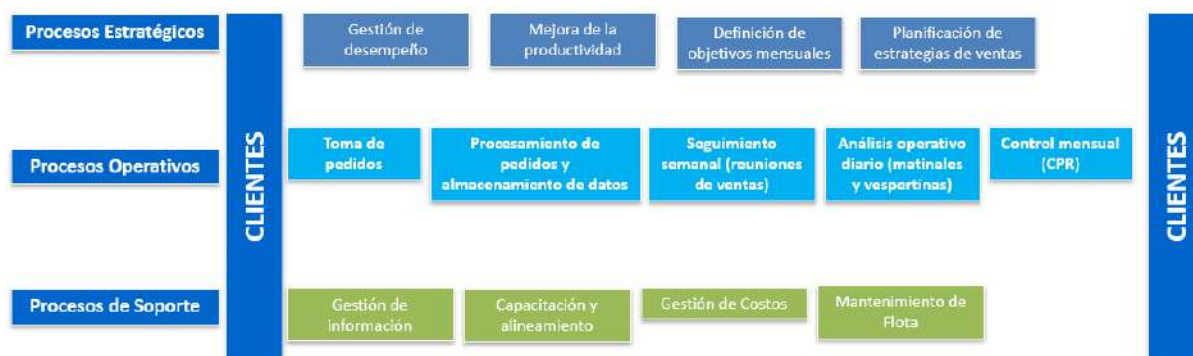 Procesos Estratégicos
Gestión de
desempeño
Mejora de la
productividad
Definición de
objetivos mensuales
Planificación de
estrategias de ventas
CLIENTES
CLIENTES
Procesos Operativos
Toma de
pedidos
Procesamiento de
pedidos y
almacenamiento de datos
Seguimiento
semanal (reuniones
de ventas)
Análisis operativo
diario (matinales
y vespertinas)
Control mensual
(CPR)
Procesos de Soporte
Gestión de
información
Capacitación y
alineamiento
Gestión de Costos
Mantenimiento de
Flota